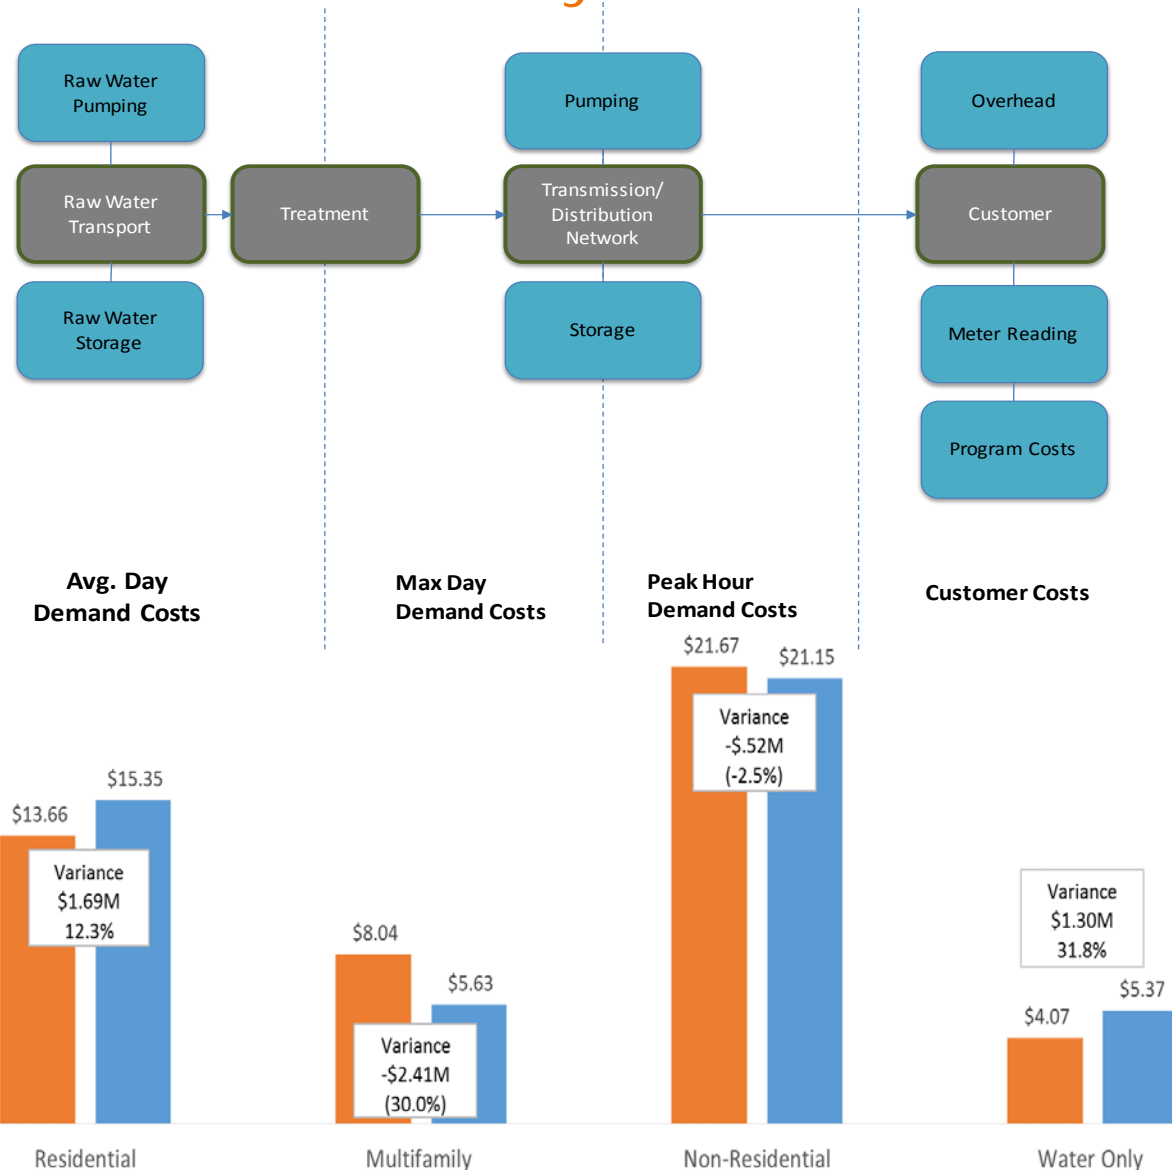 Raw Water
Pumping
Pumping
Overhead
Raw Water
Transport
Treatment
Transmission/
Distribution
Network
Customer
Raw Water
Storage
Storage
Meter Reading
Program Costs
Avg. Day
Demand Costs
Max Day
Demand Costs
Peak Hour
Demand Costs
Customer Costs
$13.66
$15.35
Variance
$1.69M
12.3%
$8.04
$5.63
Variance
-$2.41M
(30.0%)
$21.67
$21.15
Variance
-$.52M
(-2.5%)
Variance
$1.30M
31.8%
$4.07
$5.37
Residential
Multifamily
Non-Residential
Water Only